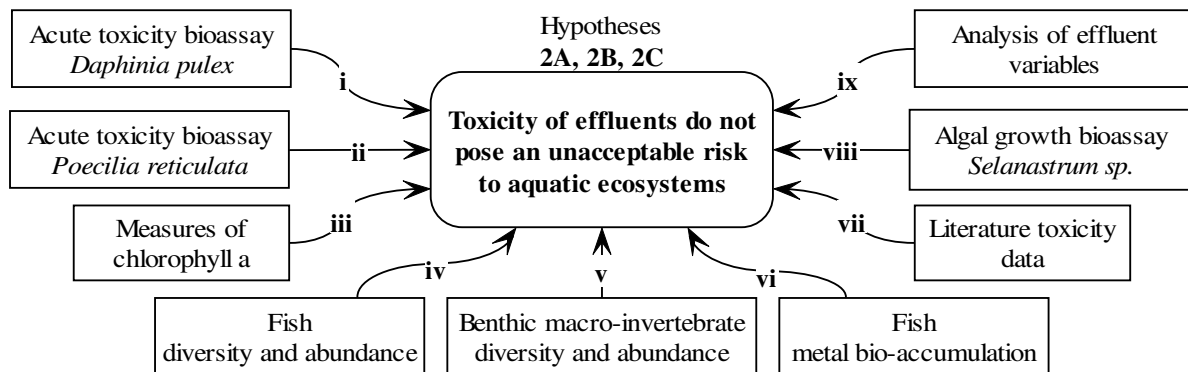 Hypotheses
2A, 2B, 2C
Toxicity of effluents do not
pose an unacceptable risk
to aquatic ecosystems
Acute toxicity bioassay
Daphinia pulex
i
Acute toxicity bioassay
Poecilia reticulata
ii
Measures of
chlorophyll a
iii
Fish
diversity and abundance
iv
Benthic macro-invertebrate
diversity and abundance
v
Fish
metal bio-accumulation
vi
Literature toxicity
data
vii
Algal growth bioassay
Selanastrum sp.
viii
Analysis of effluent
variables
ix